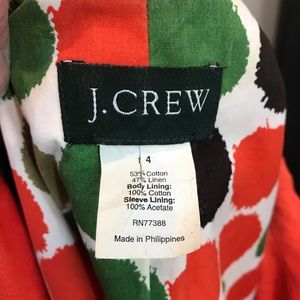 J.CREW
4
53% Cotton
47% Linen
Body Lining:
100% Cotton
Sleeve Lining:
100% Acetate
RN77388
Made in Philippines